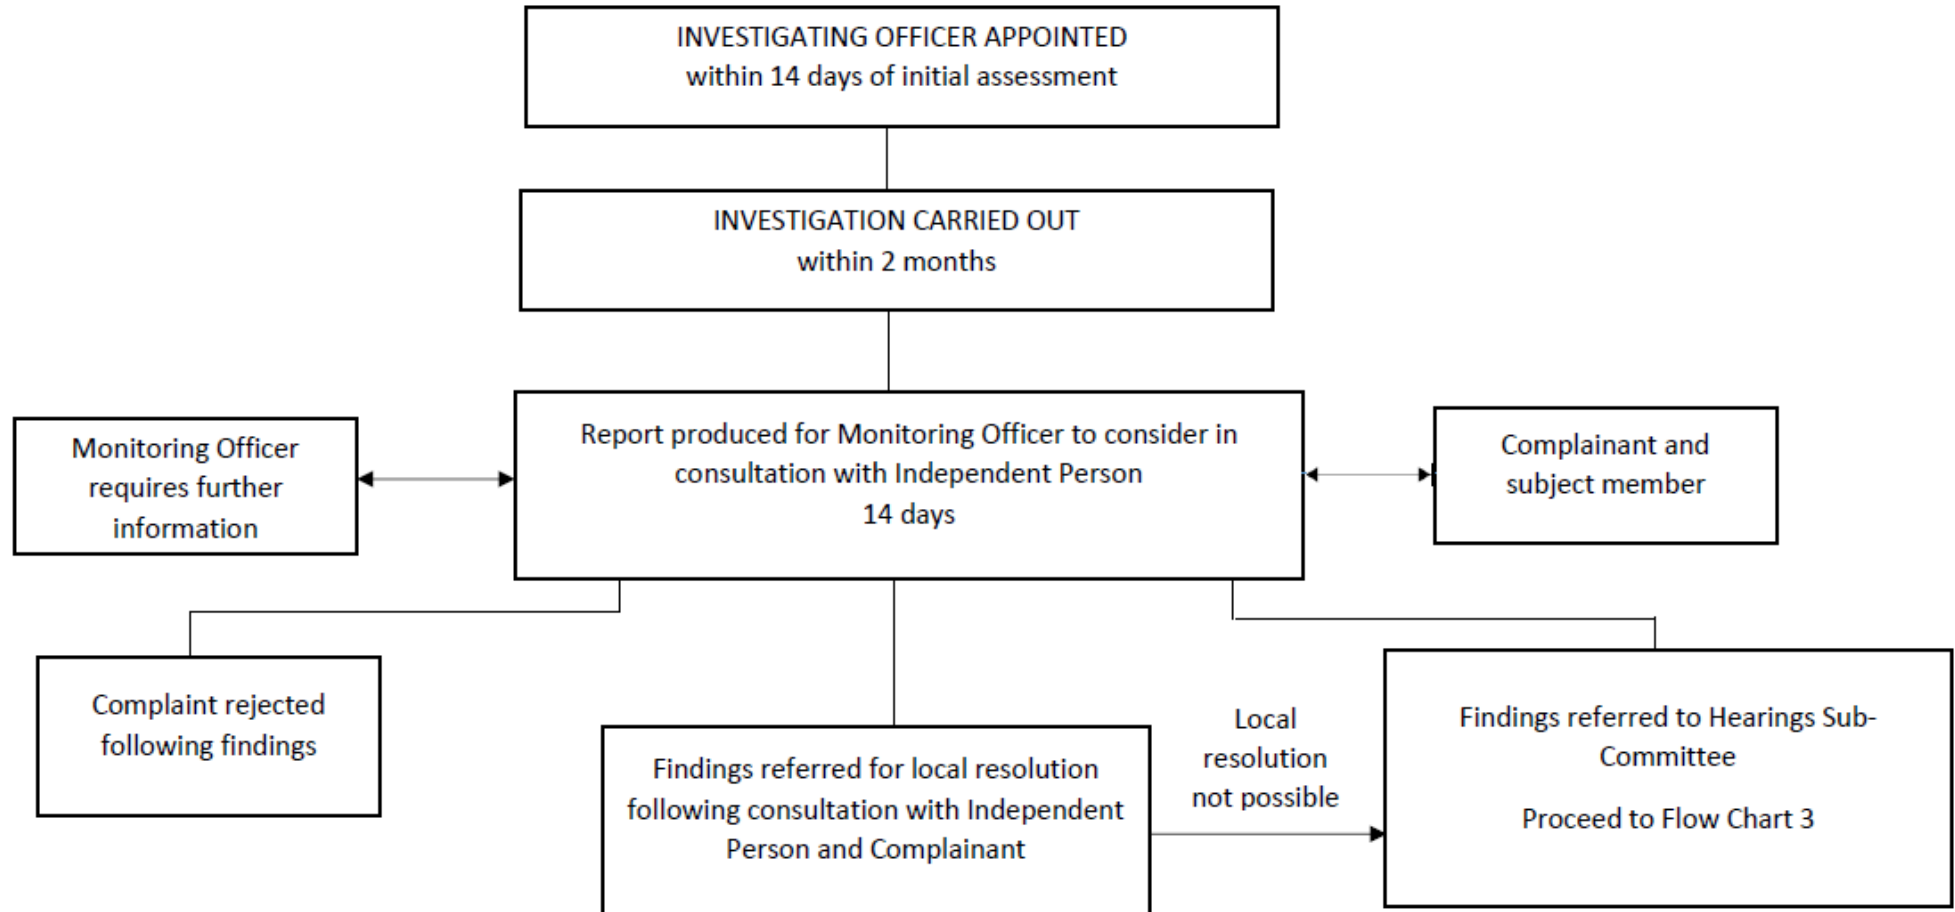 INVESTIGATING OFFICER APPOINTED
within 14 days of initial assessment
INVESTIGATION CARRIED OUT
within 2 months
Monitoring Officer
requires further
information
Report produced for Monitoring Officer to consider in
consultation with Independent Person
14 days
Complainant and
subject member
Complaint rejected
following findings
Findings referred for local resolution
following consultation with Independent
Person and Complainant
Local
resolution
not possible
Findings referred to Hearings Sub-
Committee
Proceed to Flow Chart 3